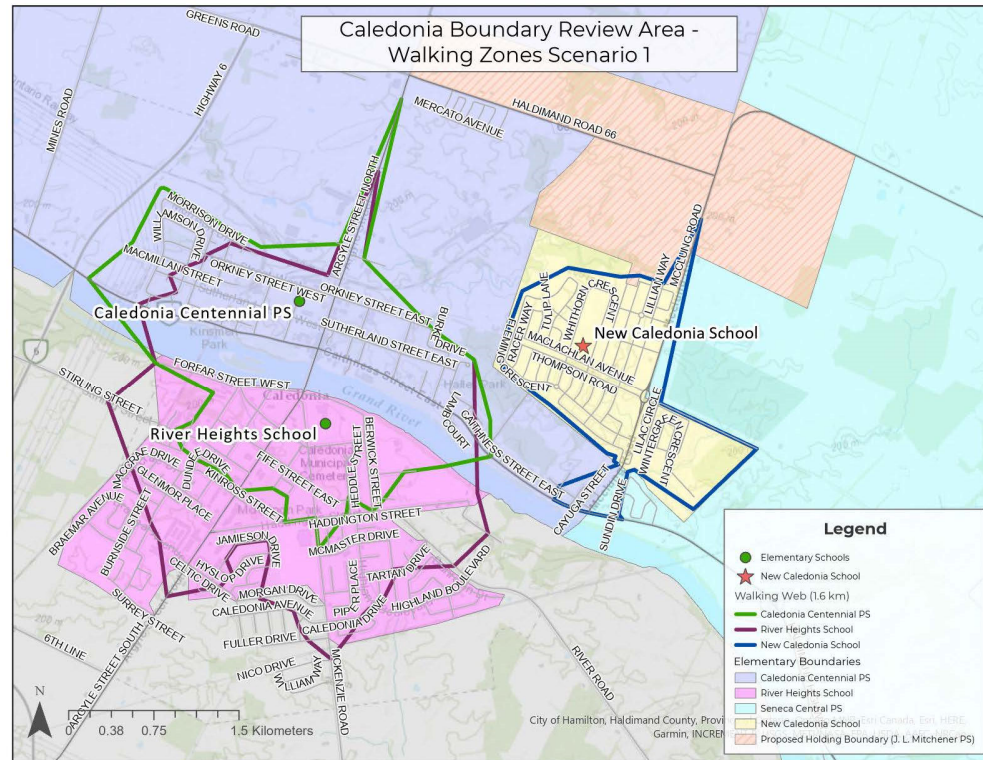 Caledonia Boundary Review Area -
Walking Zones Scenario 1
GREENS ROAD
HIGHWAY 6
MINES ROAD
MERCATO AVENUE
HALDIMAND ROAD 66
ARGYLE STREET NORTH
MORRISON DRIVE
WILLIAMSON DRIVE
MACMILLAN STREET
ORKNEY STREET WEST
ORKNEY STREET EAST
SUTHERLAND STREET EAST
BURKE DRIVE
Caledonia Centennial PS
MCCLUNG ROAD
LILLIAN WAY
WHITHORN CRESCENT
TULIP LANE
RACER WAY
FLEMING CRESCENT
MACLACHLAN AVENUE
THOMPSON ROAD
New Caledonia School
LILAC CIRCLE
WINTERGREEN CRESCENT
LAMB COURT
CAITHNESS STREET EAST
Caithness Street East
Grand River
Caledonia
CAYUGA STREET
SUNDIN DRIVE
6
STIRLING STREET
FORFAR STREET WEST
River Heights School
BERWICK STREET
HEDDLE STREET
FIFE STREET EAST
DUNDEE DRIVE
KINROSS STREET
GLENMOR PLACE
BRAEMAR AVENUE
BURNSIDE STREET
HADDINGTON STREET
MCMASTER DRIVE
JAMIESON DRIVE
HYSLOP DRIVE
CELTIC DRIVE
MORGAN DRIVE
TARTAN DRIVE
HIGHLAND BOULEVARD
CALEDONIA AVENUE
CALEDONIA DRIVE
PIPER PLACE
SURREY STREET
FULLER DRIVE
NICO DRIVE
WILLIAM WAY
MCKENZIE ROAD
RIVER ROAD
6TH LINE
ARGYLE STREET SOUTH
N
0 0.38 0.75 1.5 Kilometers
Legend
Elementary Schools
New Caledonia School
Walking Web (1.6 km)
Caledonia Centennial PS
River Heights School
New Caledonia School
Elementary Boundaries
Caledonia Centennial PS
River Heights School
Seneca Central PS
New Caledonia School
Proposed Holding Boundary (J. L. Mitchener PS)
City of Hamilton, Haldimand County, Esri Canada, Esri, HERE,
Garmin,